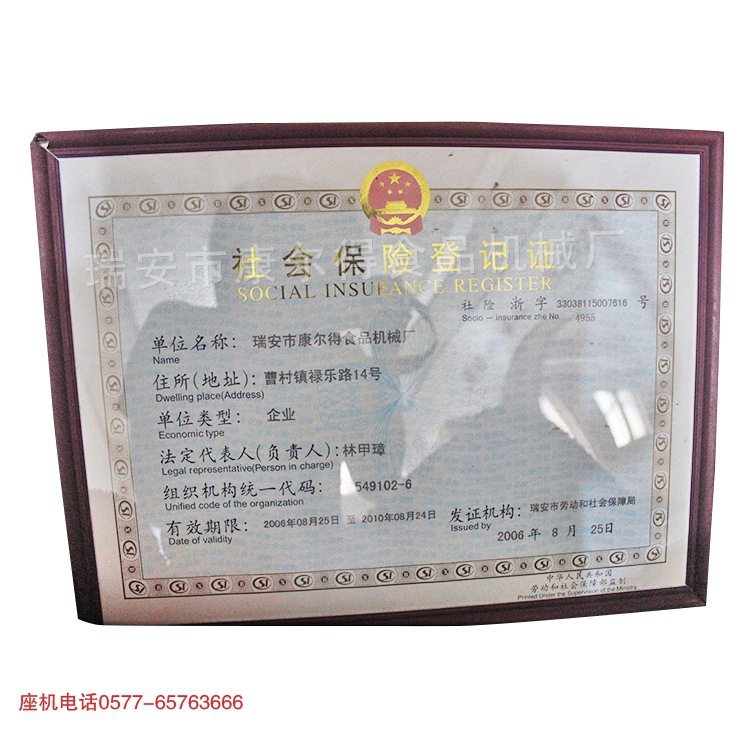 社会保险登记证
瑞安市康尔得食品机械厂
SOCIAL INSURANCE REGISTER
社险 浙 字 33038115007616 号
Socio — insurance zhe No. 4955
单位名称: 瑞安市康尔得食品机械厂
Name
住所(地址): 曹村镇禄乐路14号
Dwelling place(Address)
单位类型: 企业
Economic type
法定代表人(负责人): 林甲璋
Legal representative(Person in charge)
组织机构统一代码: 549102-6
Unified code of the organization
有效期限: 2006年08月25日 至 2010年08月24日
Date of validity
发证机构: 瑞安市劳动和社会保障局
Issued by
2006 年 8 月 25日
中华人民共和国
劳动和社会保障部监制
Printed Under the Supervision of the Ministry
座机电话0577-65763666